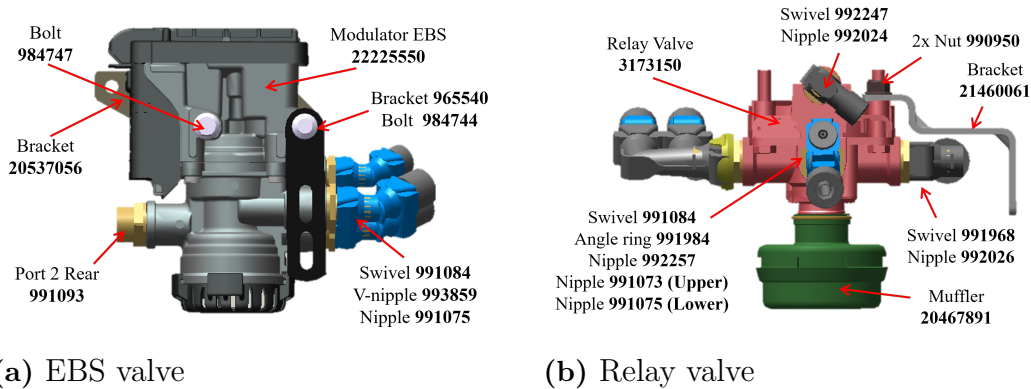 Bolt
984747
Modulator EBS
22225550
Bracket 965540
Bolt 984744
Bracket
20537056
Port 2 Rear
991093
Swivel 991084
V-nipple 993859
Nipple 991075
(a) EBS valve
Swivel 992247
Nipple 992024
Relay Valve
3173150
2x Nut 990950
Bracket
21460061
Swivel 991084
Angle ring 991984
Nipple 992257
Nipple 991073 (Upper)
Nipple 991075 (Lower)
Swivel 991968
Nipple 992026
Muffler
20467891
(b) Relay valve